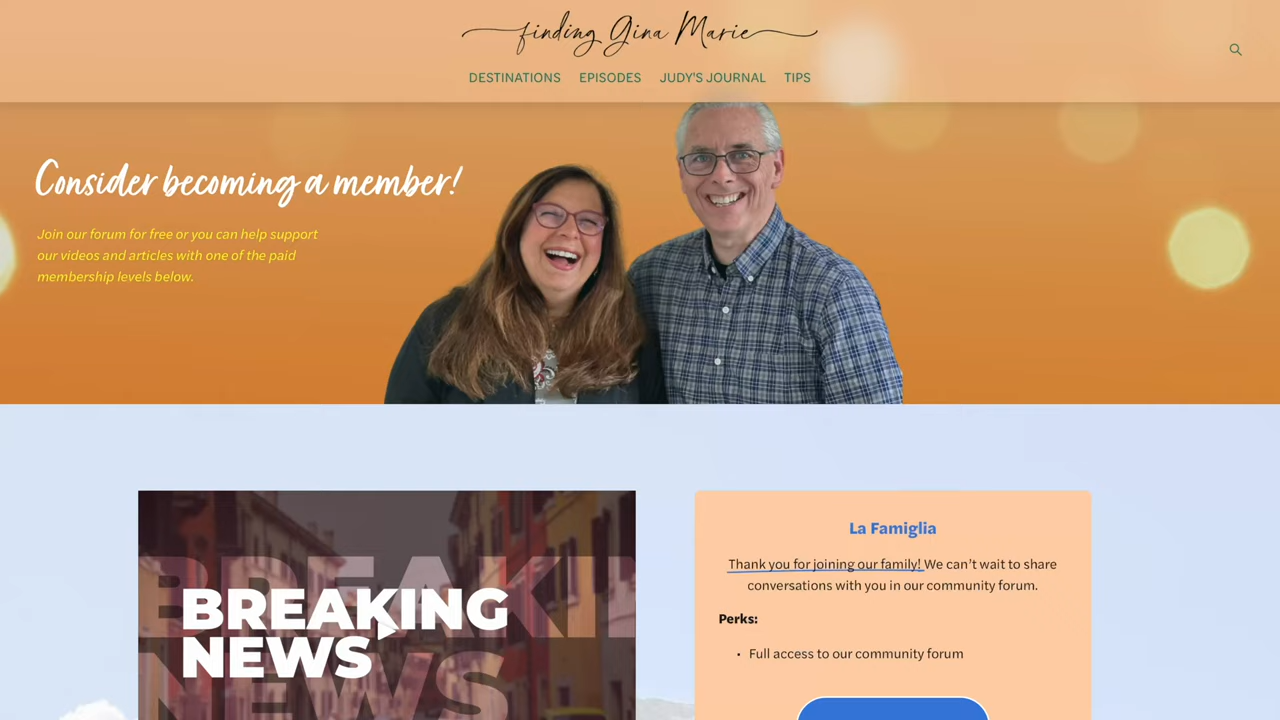 finding Gina Marie
DESTINATIONS EPISODES JUDY'S JOURNAL TIPS
Consider becoming a member!
Join our forum for free or you can help support
our videos and articles with one of the paid
membership levels below.
BREAKING
NEWS
BREAKI
NEWS
La Famiglia
Thank you for joining our family! We can’t wait to share
conversations with you in our community forum.
Perks:
• Full access to our community forum